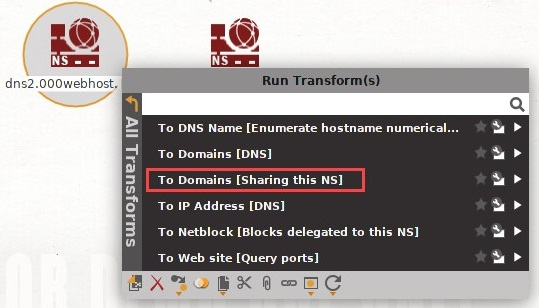 NS
NS
dns2.000webhost.
Run Transform(s)
All Transforms
To DNS Name [Enumerate hostname numerical...
To Domains [DNS]
To Domains [Sharing this NS]
To IP Address [DNS]
To Netblock [Blocks delegated to this NS]
To Web site [Query ports]